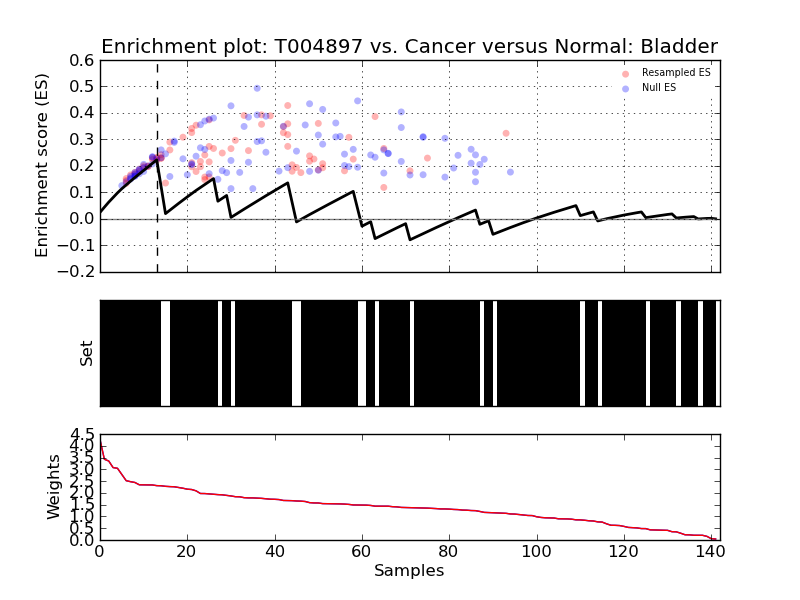 Enrichment plot: T004897 vs. Cancer versus Normal: Bladder
Enrichment score (ES)
0.6
0.5
0.4
0.3
0.2
0.1
0.0
−0.1
−0.2
Resampled ES
Null ES
Set
Weights
4.5
4.0
3.5
3.0
2.5
2.0
1.5
1.0
0.5
0.0
0 20 40 60 80 100 120 140
Samples